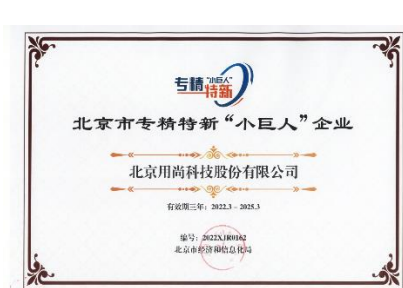 专精特新
“小巨人”
北京市专精特新“小巨人”企业
北京用尚科技股份有限公司
有效期三年：2022.3－2025.3
编号：2022XJR0162
北京市经济和信息化局